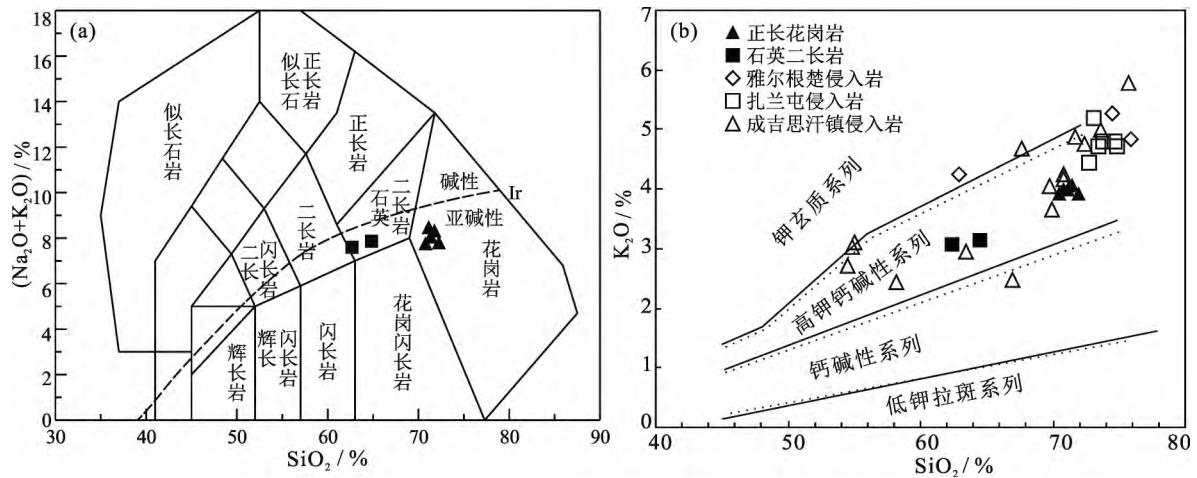 (a)
18
16
14
12
10
8
6
4
2
0
(Na₂O+K₂O) / %
30
40
50
60
70
80
90
SiO₂ / %
似长石岩
似长石
正长岩
正长岩
二长岩
石英
二长岩
碱性
亚碱性
Ir
花岗岩
二长
闪长岩
辉长岩
辉长
闪长岩
闪长岩
花岗闪长岩
(b)
7
6
5
4
3
2
1
0
K₂O / %
40
50
60
70
80
SiO₂ / %
正长花岗岩
石英二长岩
雅尔根楚侵入岩
扎兰屯侵入岩
成吉思汗镇侵入岩
钾玄质系列
高钾钙碱性系列
钙碱性系列
低钾拉斑系列